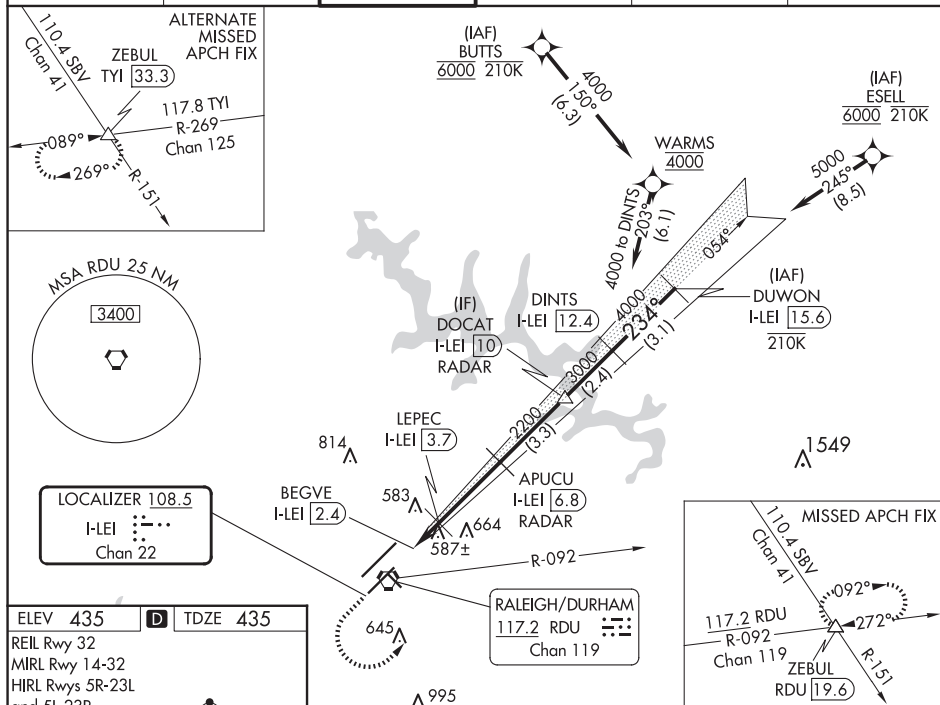 ALTERNATE
MISSED
APCH FIX
110.4 SBV
Chan 41
ZEBUL
TYI 33.3
117.8 TYI
R-269
Chan 125
089°
269°
R-151
(IAF)
BUTTS
6000 210K
4000
150°
(6.3)
(IAF)
ESELL
6000 210K
5000
245°
(8.5)
WARMS
4000
4000 to DINTS
203°
(6.1)
MSA RDU 25 NM
3400
054°
(IAF)
DUWON
I-LEI 15.6
210K
4000
234°
(3.1)
DINTS
I-LEI 12.4
(IF)
DOCAT
I-LEI 10
RADAR
3000
(2.4)
2200
(3.3)
LEPEC
I-LEI 3.7
APUCU
I-LEI 6.8
RADAR
BEGVE
I-LEI 2.4
814
583
664
587±
1549
LOCALIZER 108.5
I-LEI
Chan 22
R-092
RALEIGH/DURHAM
117.2 RDU
Chan 119
645
995
MISSED APCH FIX
110.4 SBV
Chan 41
092°
272°
117.2 RDU
R-092
Chan 119
ZEBUL
RDU 19.6
R-151
ELEV 435 D TDZE 435
REIL Rwy 32
MIRL Rwy 14-32
HIRL Rwys 5R-23L